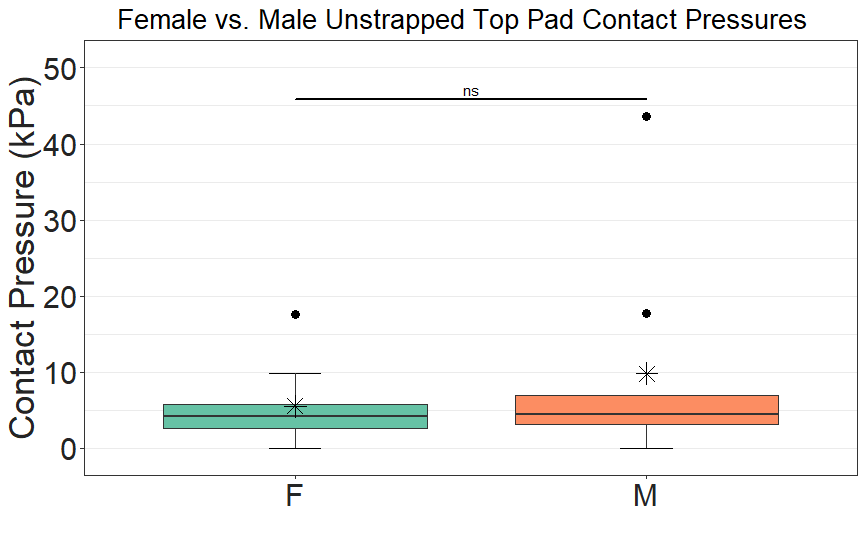 Female vs. Male Unstrapped Top Pad Contact Pressures
Contact Pressure (kPa)
50
40
30
20
10
0
ns
F
M